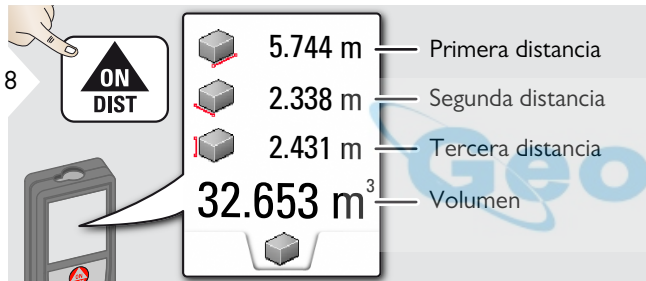 8
ON
DIST
5.744 m Primera distancia
2.338 m Segunda distancia
2.431 m Tercera distancia
32.653 m³ Volumen
Geo
ON